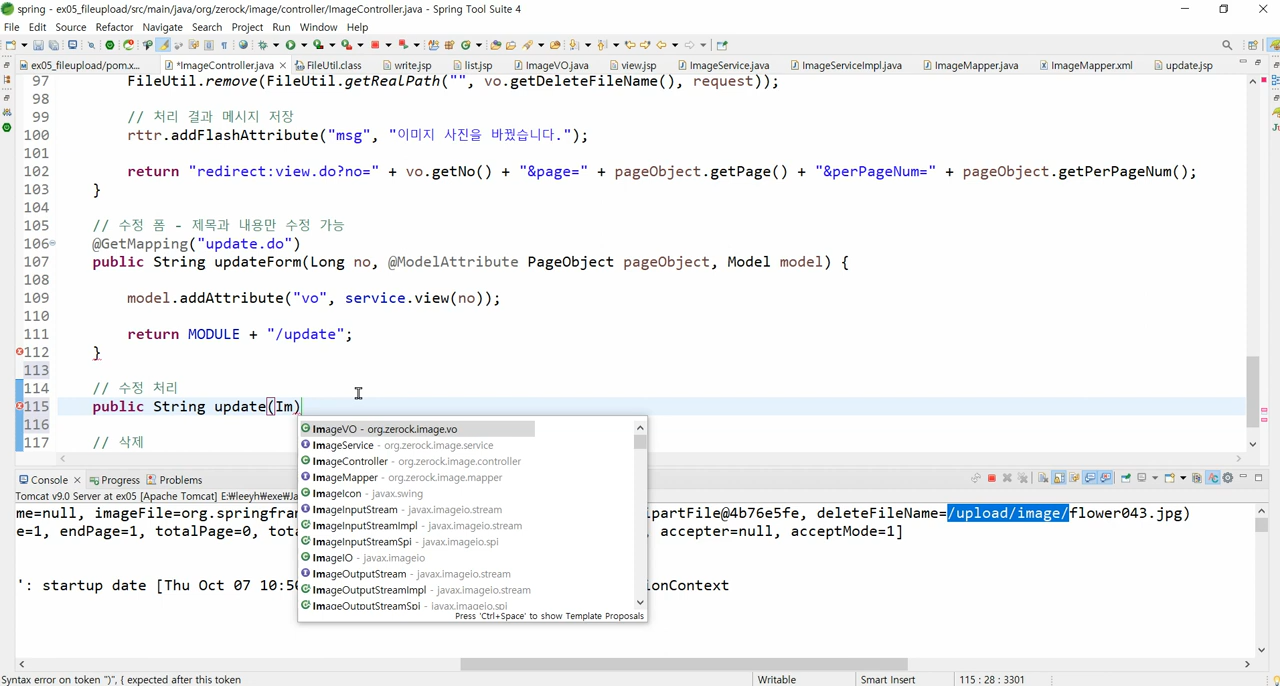 spring - ex05_fileupload/src/main/java/org/zerock/image/controller/ImageController.java - Spring Tool Suite 4
File Edit Source Refactor Navigate Search Project Run Window Help
ex05_fileupload/pom.x... *ImageController.java FileUtil.class write.jsp list.jsp ImageVO.java view.jsp ImageService.java ImageServiceImpl.java ImageMapper.java ImageMapper.xml update.jsp
97 FileUtil.remove(FileUtil.getRealPath("", vo.getDeleteFileName(), request));
98
99 // 처리 결과 메시지 저장
100 rttr.addFlashAttribute("msg", "이미지 사진을 바꿨습니다.");
101
102 return "redirect:view.do?no=" + vo.getNo() + "&page=" + pageObject.getPage() + "&perPageNum=" + pageObject.getPerPageNum();
103 }
104
105 // 수정 폼 - 제목과 내용만 수정 가능
106 @GetMapping("update.do")
107 public String updateForm(Long no, @ModelAttribute PageObject pageObject, Model model) {
108
109 model.addAttribute("vo", service.view(no));
110
111 return MODULE + "/update";
112 }
113
114 // 수정 처리
115 public String update(Im)
116
117 // 삭제
ImageVO - org.zerock.image.vo
ImageService - org.zerock.image.service
ImageController - org.zerock.image.controller
ImageMapper - org.zerock.image.mapper
ImageIcon - javax.swing
ImageInputStream - javax.imageio.stream
ImageInputStreamImpl - javax.imageio.stream
ImageInputStreamSpi - javax.imageio.spi
ImageIO - javax.imageio
ImageOutputStream - javax.imageio.stream
ImageOutputStreamImpl - javax.imageio.stream
ImageOutputStreamSpi - javax.imageio.spi
Press 'Ctrl+Space' to show Template Proposals
Console Progress Problems
Tomcat v9.0 Server at ex05 [Apache Tomcat] E:₩leeyh₩exe₩Ja
me=null, imageFile=org.springfra ipartFile@4b76e5fe, deleteFileName=/upload/image/flower043.jpg)
e=1, endPage=1, totalPage=0, tot , accepter=null, acceptMode=1]
': startup date [Thu Oct 07 10:50 ionContext
Syntax error on token ")", { expected after this token Writable Smart Insert 115 : 28 : 3301